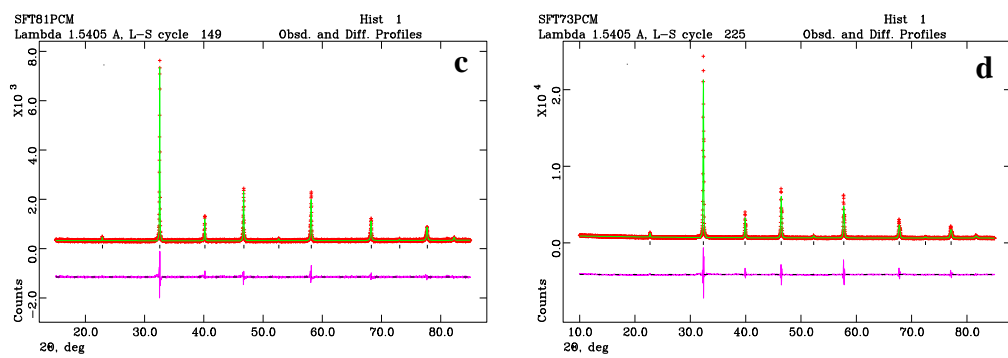 SFT81PCM Hist 1
Lambda 1.5405 A, L-S cycle 149 Obsd. and Diff. Profiles
c
X10 3
Counts
8.0
6.0
4.0
2.0
0.0
-2.0
20.0 30.0 40.0 50.0 60.0 70.0 80.0
2Θ, deg
SFT73PCM Hist 1
Lambda 1.5405 A, L-S cycle 225 Obsd. and Diff. Profiles
d
X10 4
Counts
2.0
1.0
0.0
10.0 20.0 30.0 40.0 50.0 60.0 70.0 80.0
2Θ, deg